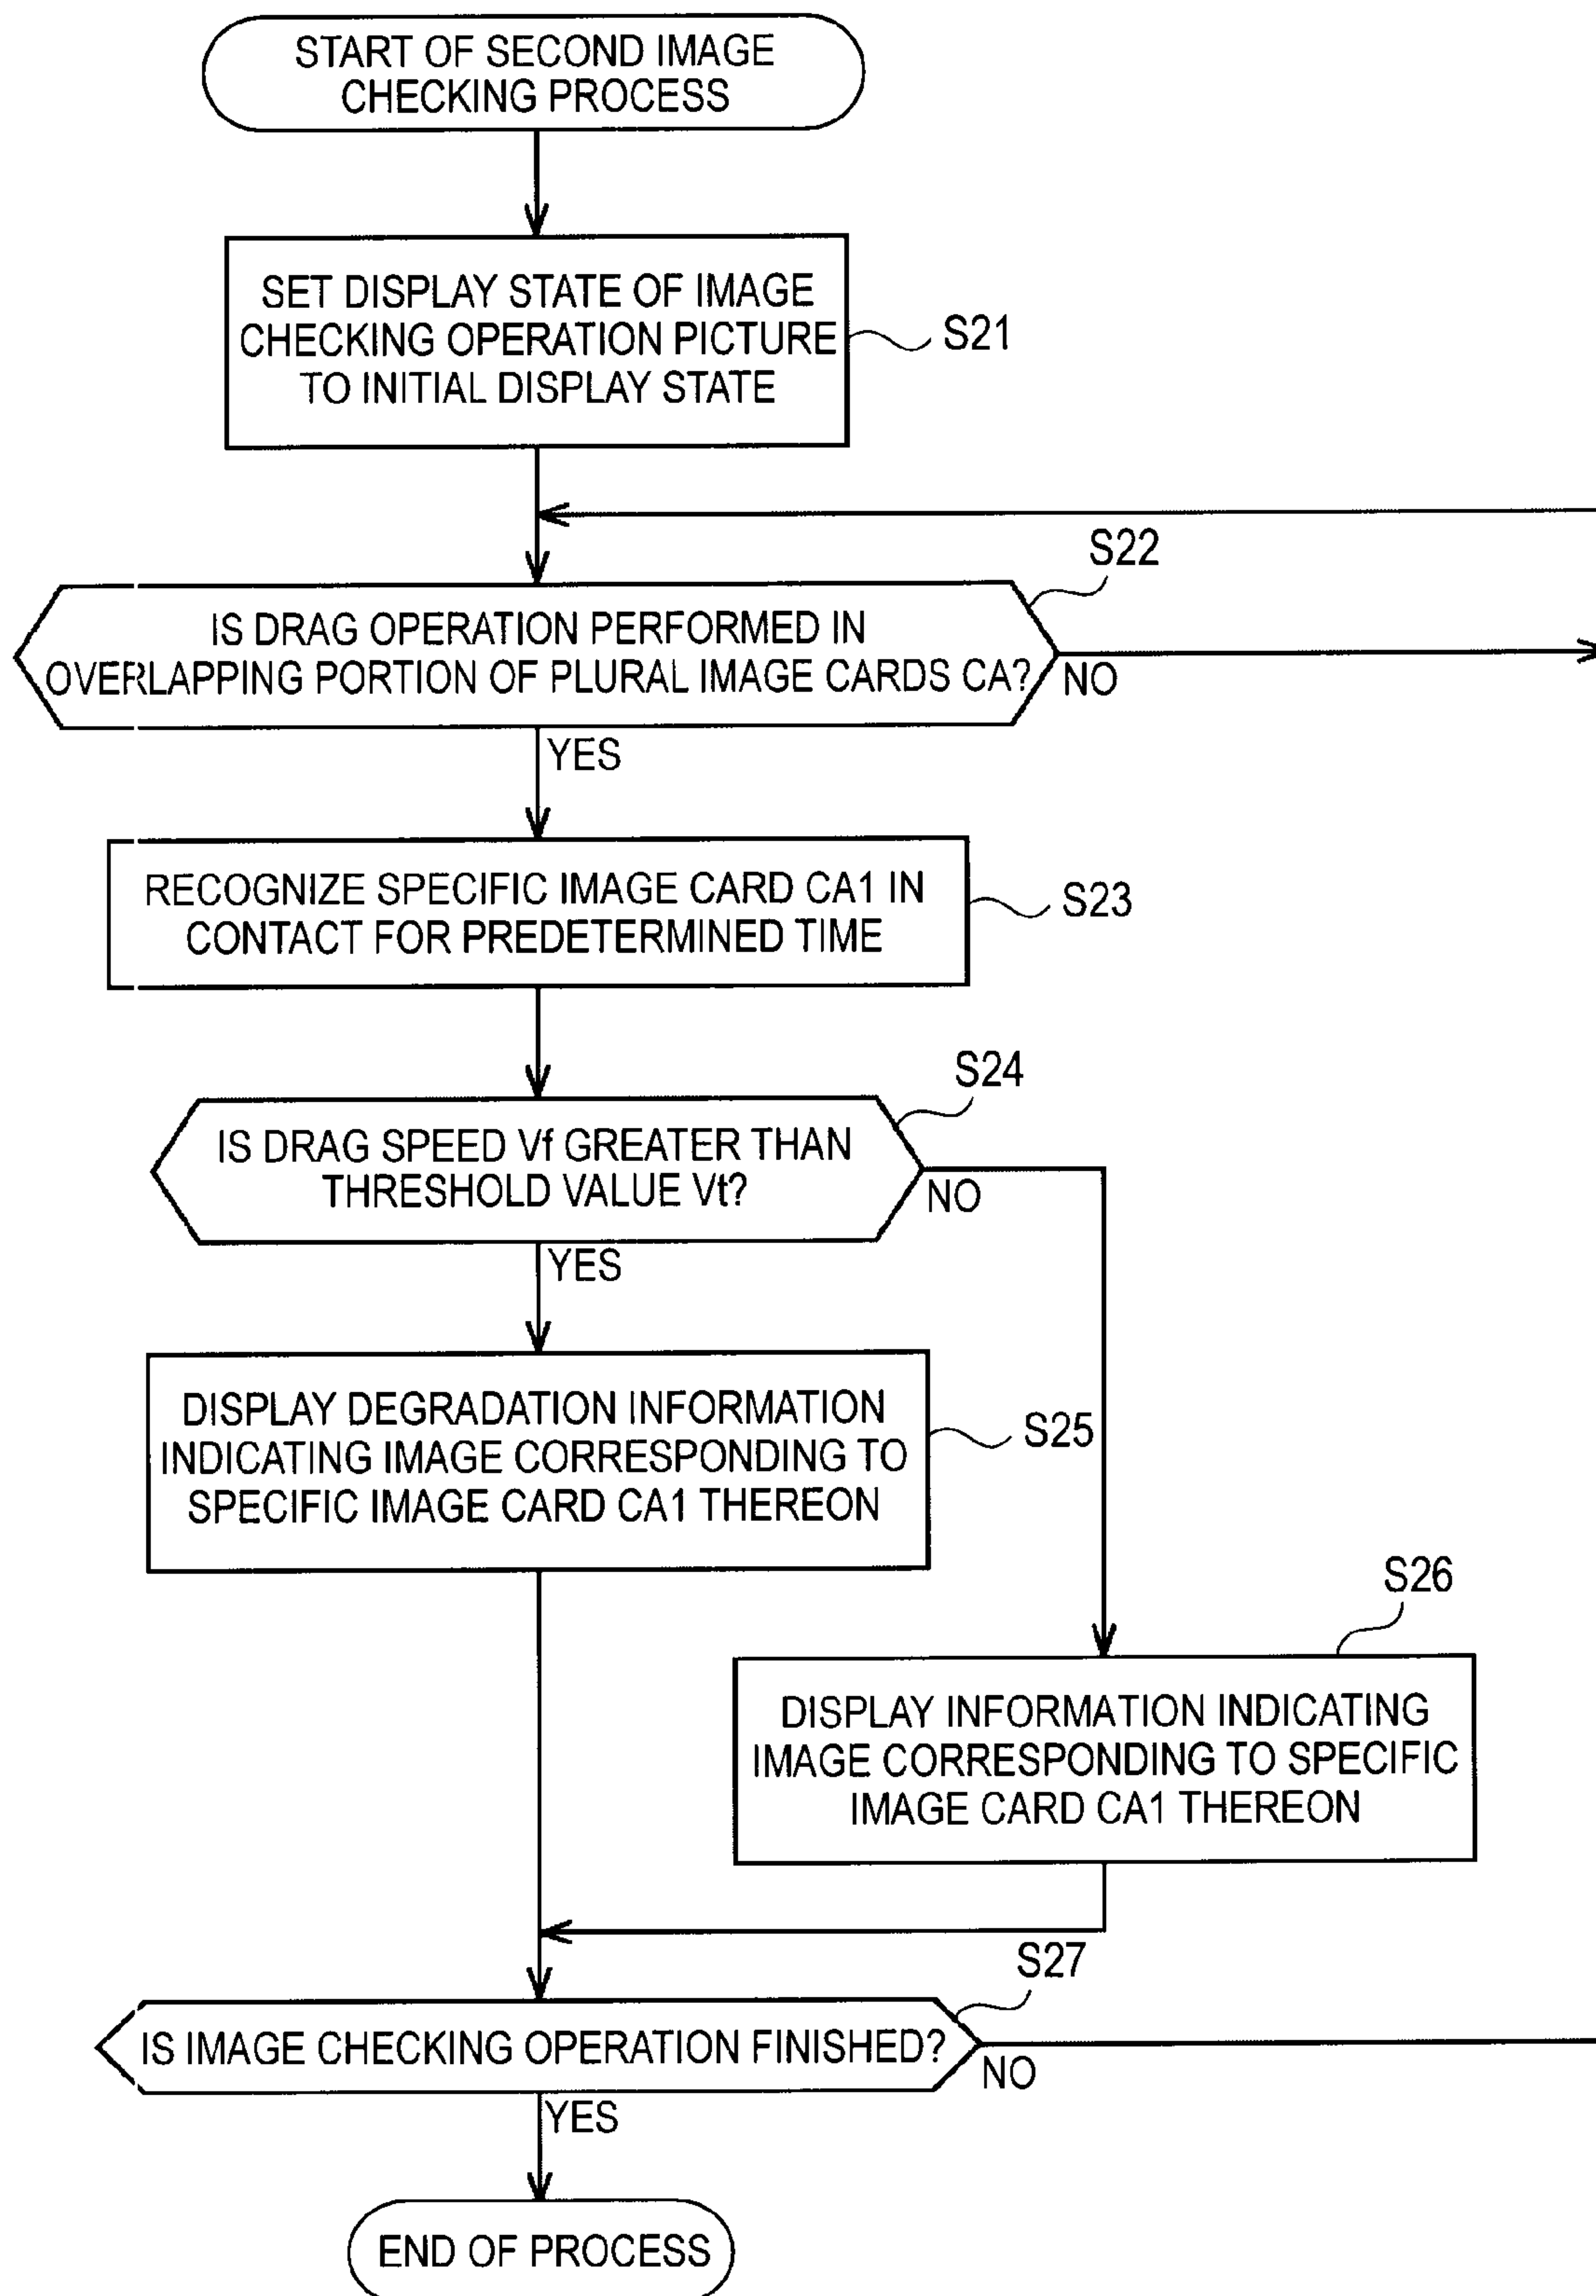 START OF SECOND IMAGE
CHECKING PROCESS
SET DISPLAY STATE OF IMAGE
CHECKING OPERATION PICTURE
TO INITIAL DISPLAY STATE
S21
S22
IS DRAG OPERATION PERFORMED IN
OVERLAPPING PORTION OF PLURAL IMAGE CARDS CA?
NO
YES
RECOGNIZE SPECIFIC IMAGE CARD CA1 IN
CONTACT FOR PREDETERMINED TIME
S23
S24
IS DRAG SPEED Vf GREATER THAN
THRESHOLD VALUE Vt?
NO
YES
DISPLAY DEGRADATION INFORMATION
INDICATING IMAGE CORRESPONDING TO
SPECIFIC IMAGE CARD CA1 THEREON
S25
S26
DISPLAY INFORMATION INDICATING
IMAGE CORRESPONDING TO SPECIFIC
IMAGE CARD CA1 THEREON
S27
IS IMAGE CHECKING OPERATION FINISHED?
NO
YES
END OF PROCESS